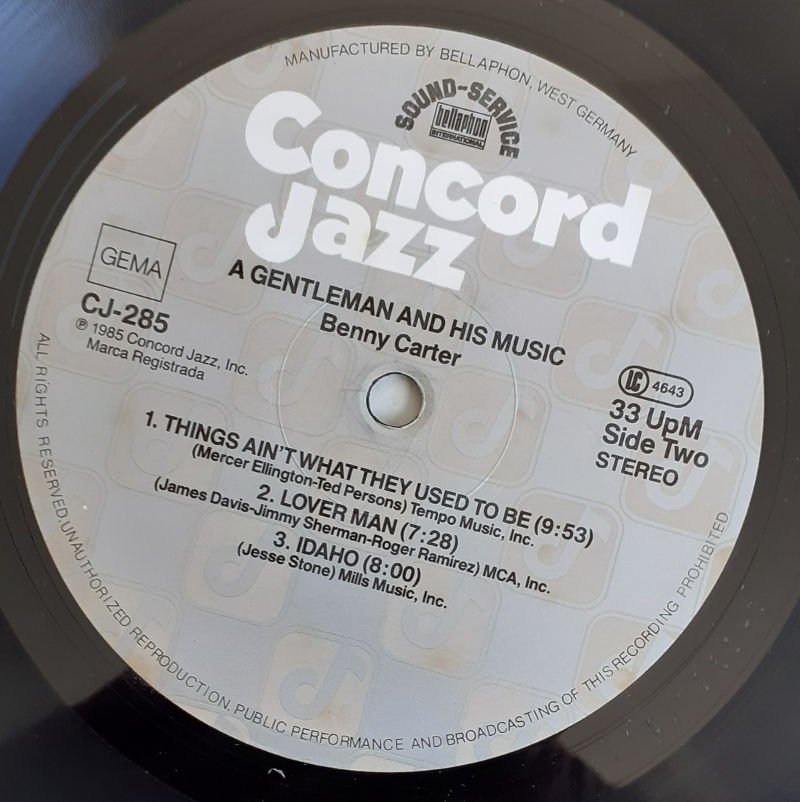 MANUFACTURED BY BELLAPHON, WEST GERMANY
SOUND-SERVICE
bellaphon
INTERNATIONAL
Concord
Jazz
A GENTLEMAN AND HIS MUSIC
Benny Carter
GEMA
CJ-285
℗ 1985 Concord Jazz, Inc.
Marca Registrada
LC 4643
33 UpM
Side Two
STEREO
1. THINGS AIN'T WHAT THEY USED TO BE (9:53)
(Mercer Ellington-Ted Persons) Tempo Music, Inc.
2. LOVER MAN (7:28)
(James Davis-Jimmy Sherman-Roger Ramirez) MCA, Inc.
3. IDAHO (8:00)
(Jesse Stone) Mills Music, Inc.
ALL RIGHTS RESERVED.UNAUTHORIZED REPRODUCTION. PUBLIC PERFORMANCE AND BROADCASTING OF THIS RECORDING PROHIBITED.